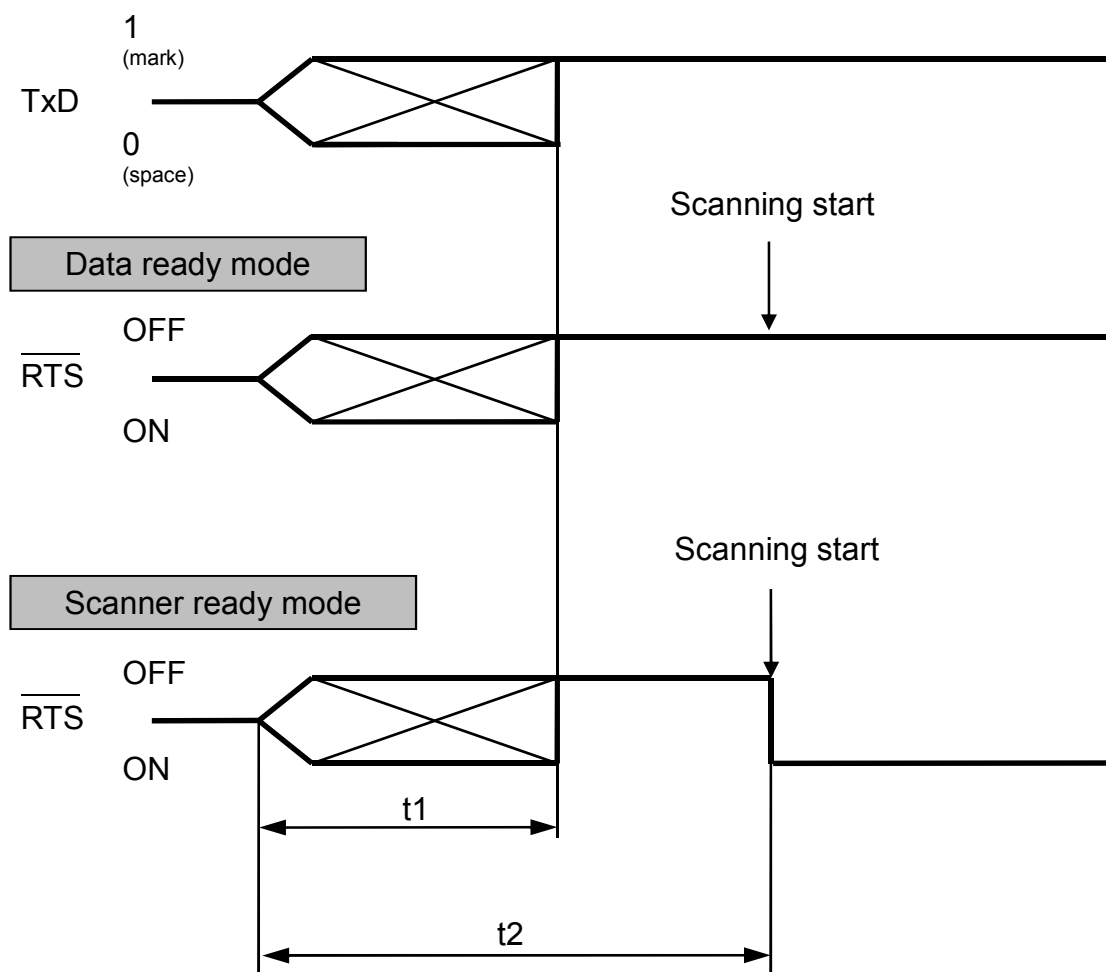 1
(mark)
TxD
0
(space)
Scanning start
Data ready mode
OFF
RTS
ON
Scanning start
Scanner ready mode
OFF
RTS
ON
t1
t2